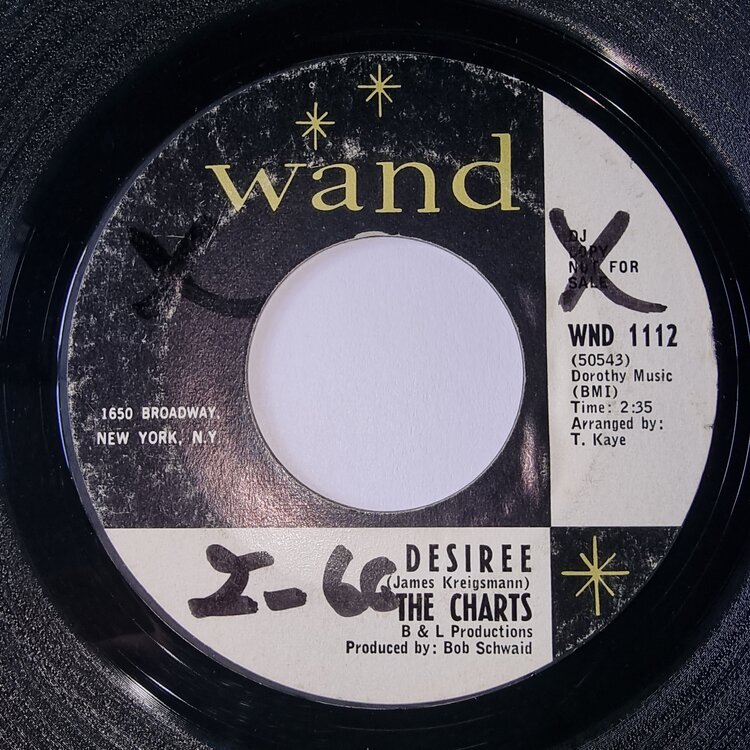 wand
X
X
DJ
COPY
NOT FOR
SALE
WND 1112
(50543)
Dorothy Music
(BMI)
Time: 2:35
Arranged by:
T. Kaye
1650 BROADWAY,
NEW YORK, N.Y
DESIREE
(James Kreigsmann)
THE CHARTS
B & L Productions
Produced by: Bob Schwaid